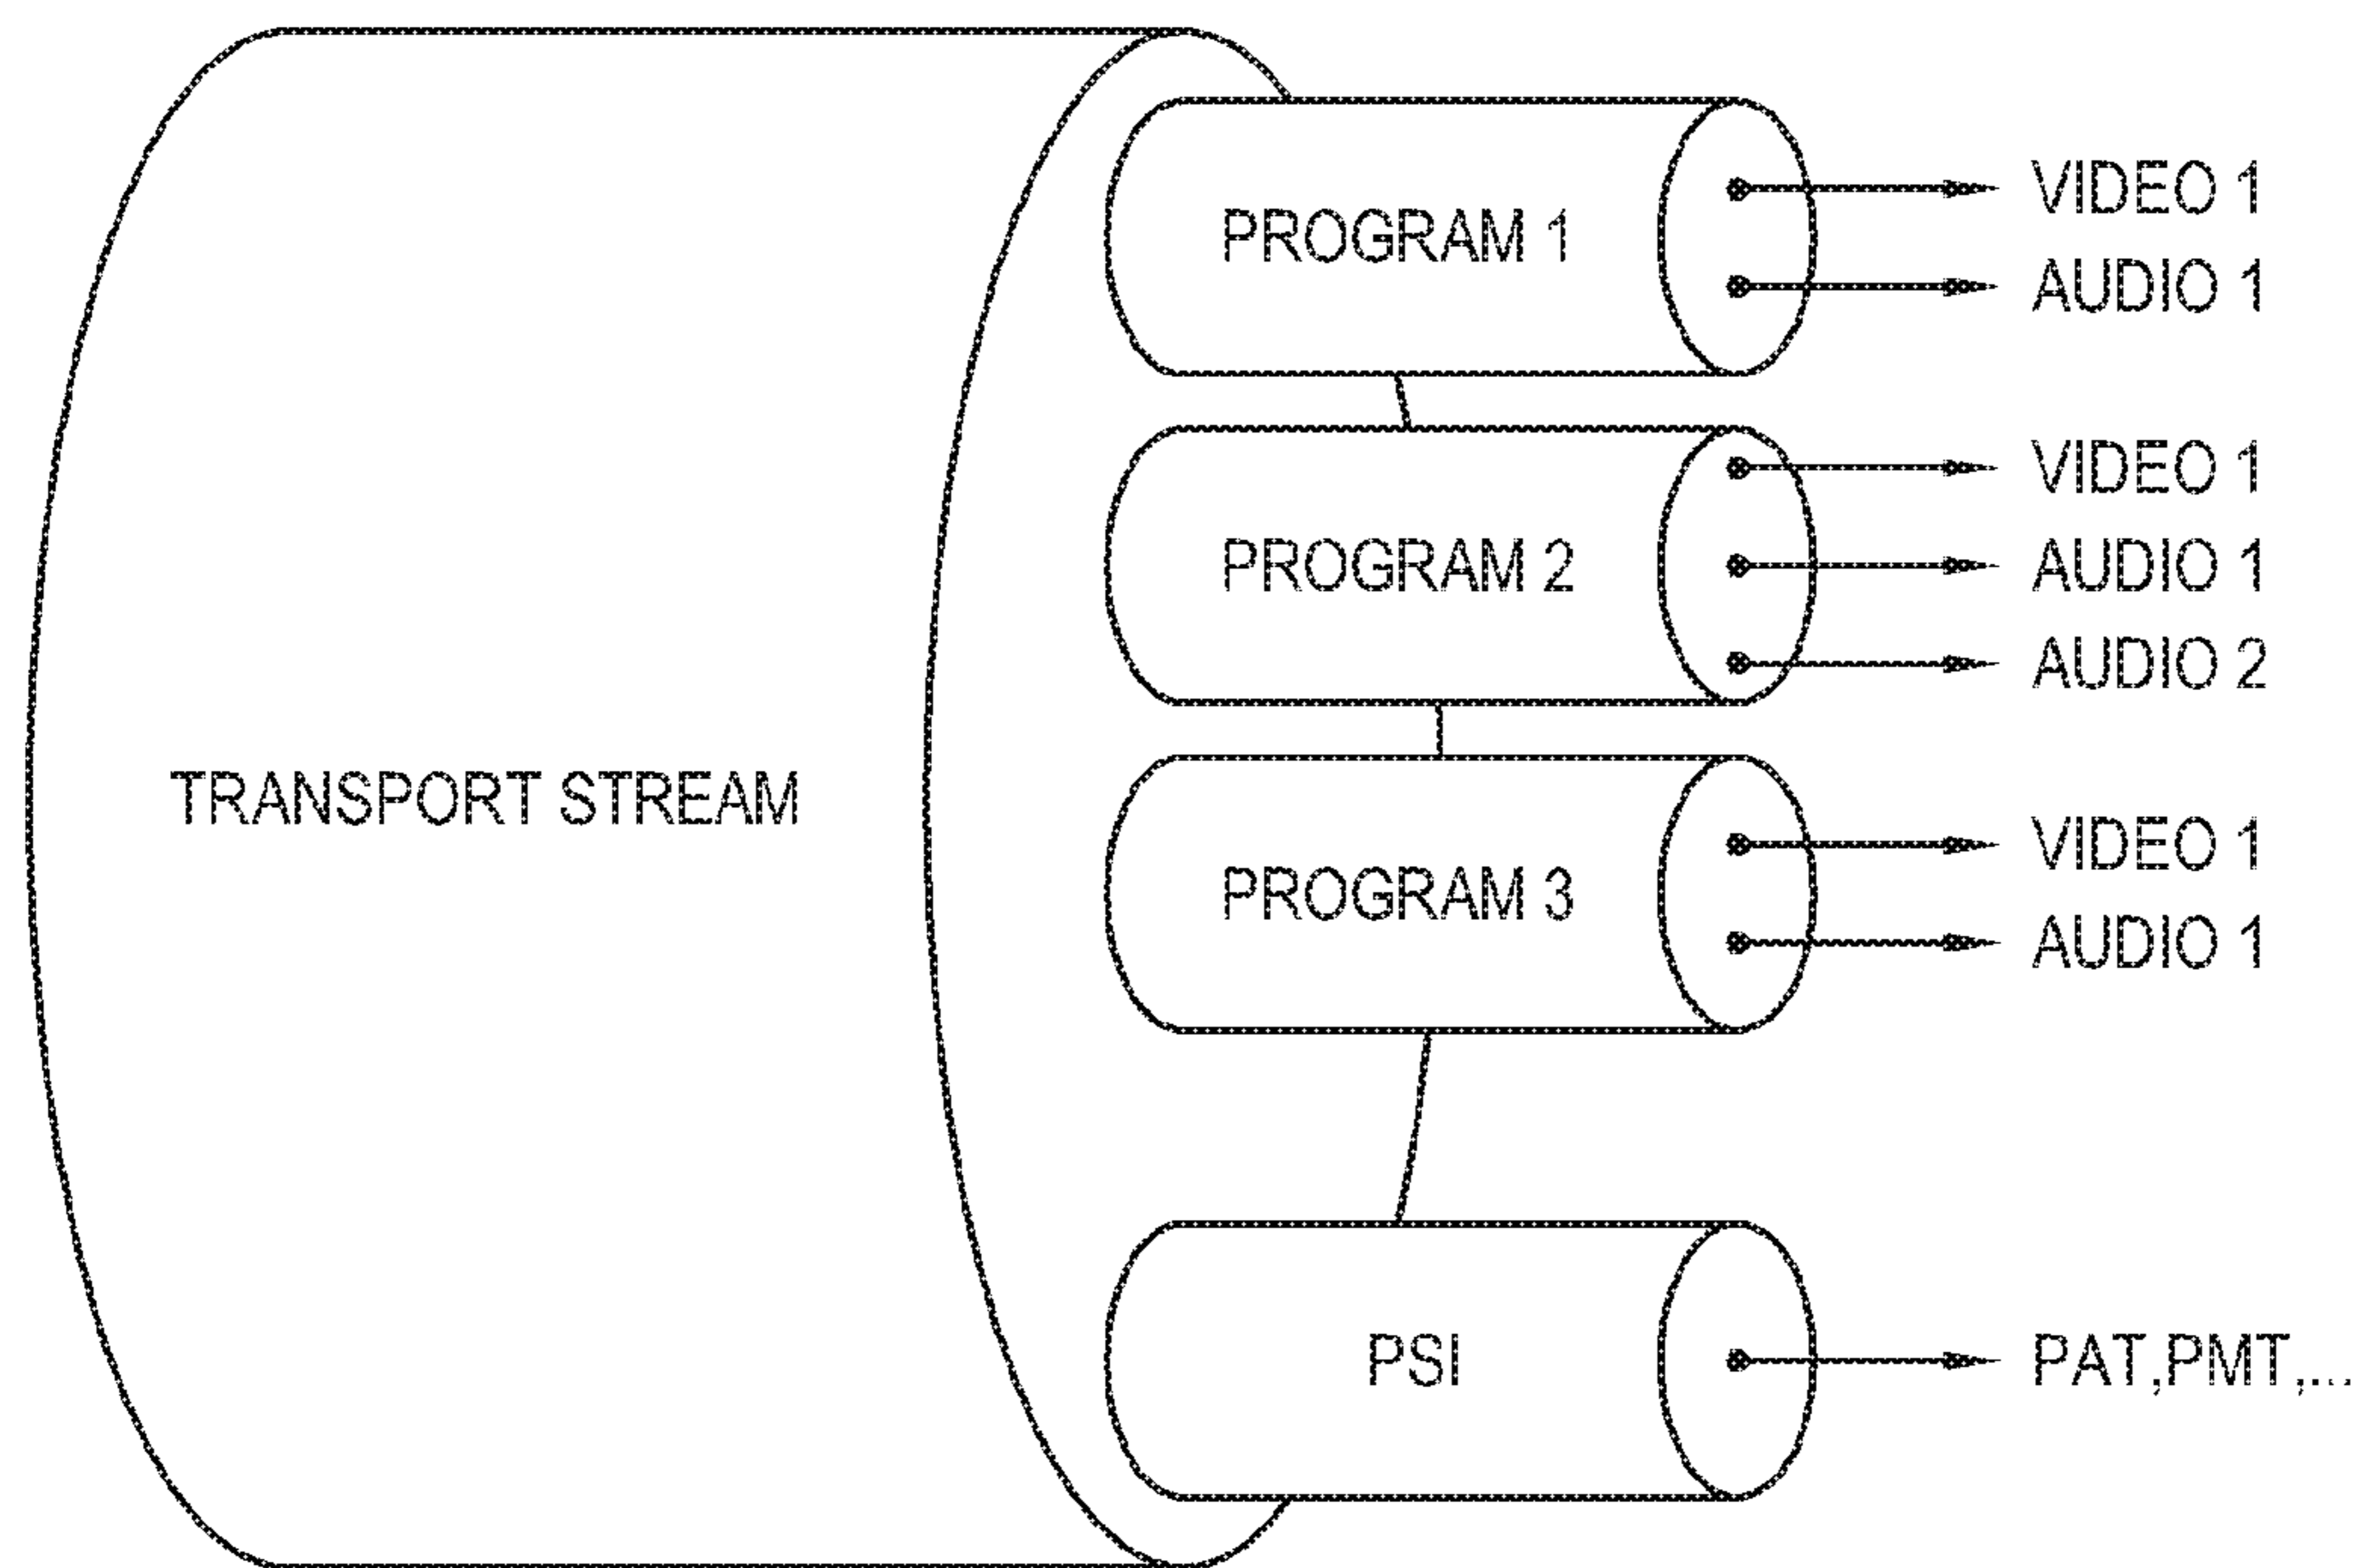 TRANSPORT STREAM
PROGRAM 1
VIDEO 1
AUDIO 1
PROGRAM 2
VIDEO 1
AUDIO 1
AUDIO 2
PROGRAM 3
VIDEO 1
AUDIO 1
PSI
PAT,PMT,...